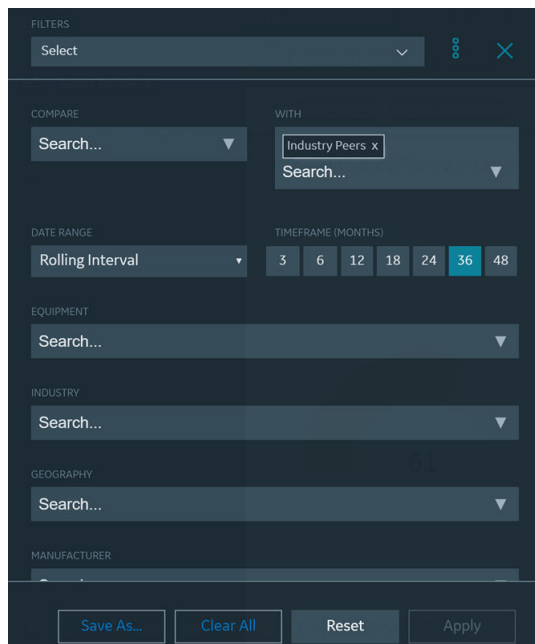 FILTERS
Select
COMPARE
WITH
Search...
Industry Peers x
Search...
DATE RANGE
TIMEFRAME (MONTHS)
Rolling Interval
3 6 12 18 24 36 48
EQUIPMENT
Search...
INDUSTRY
Search...
61
GEOGRAPHY
Search...
MANUFACTURER
Save As... Clear All Reset Apply